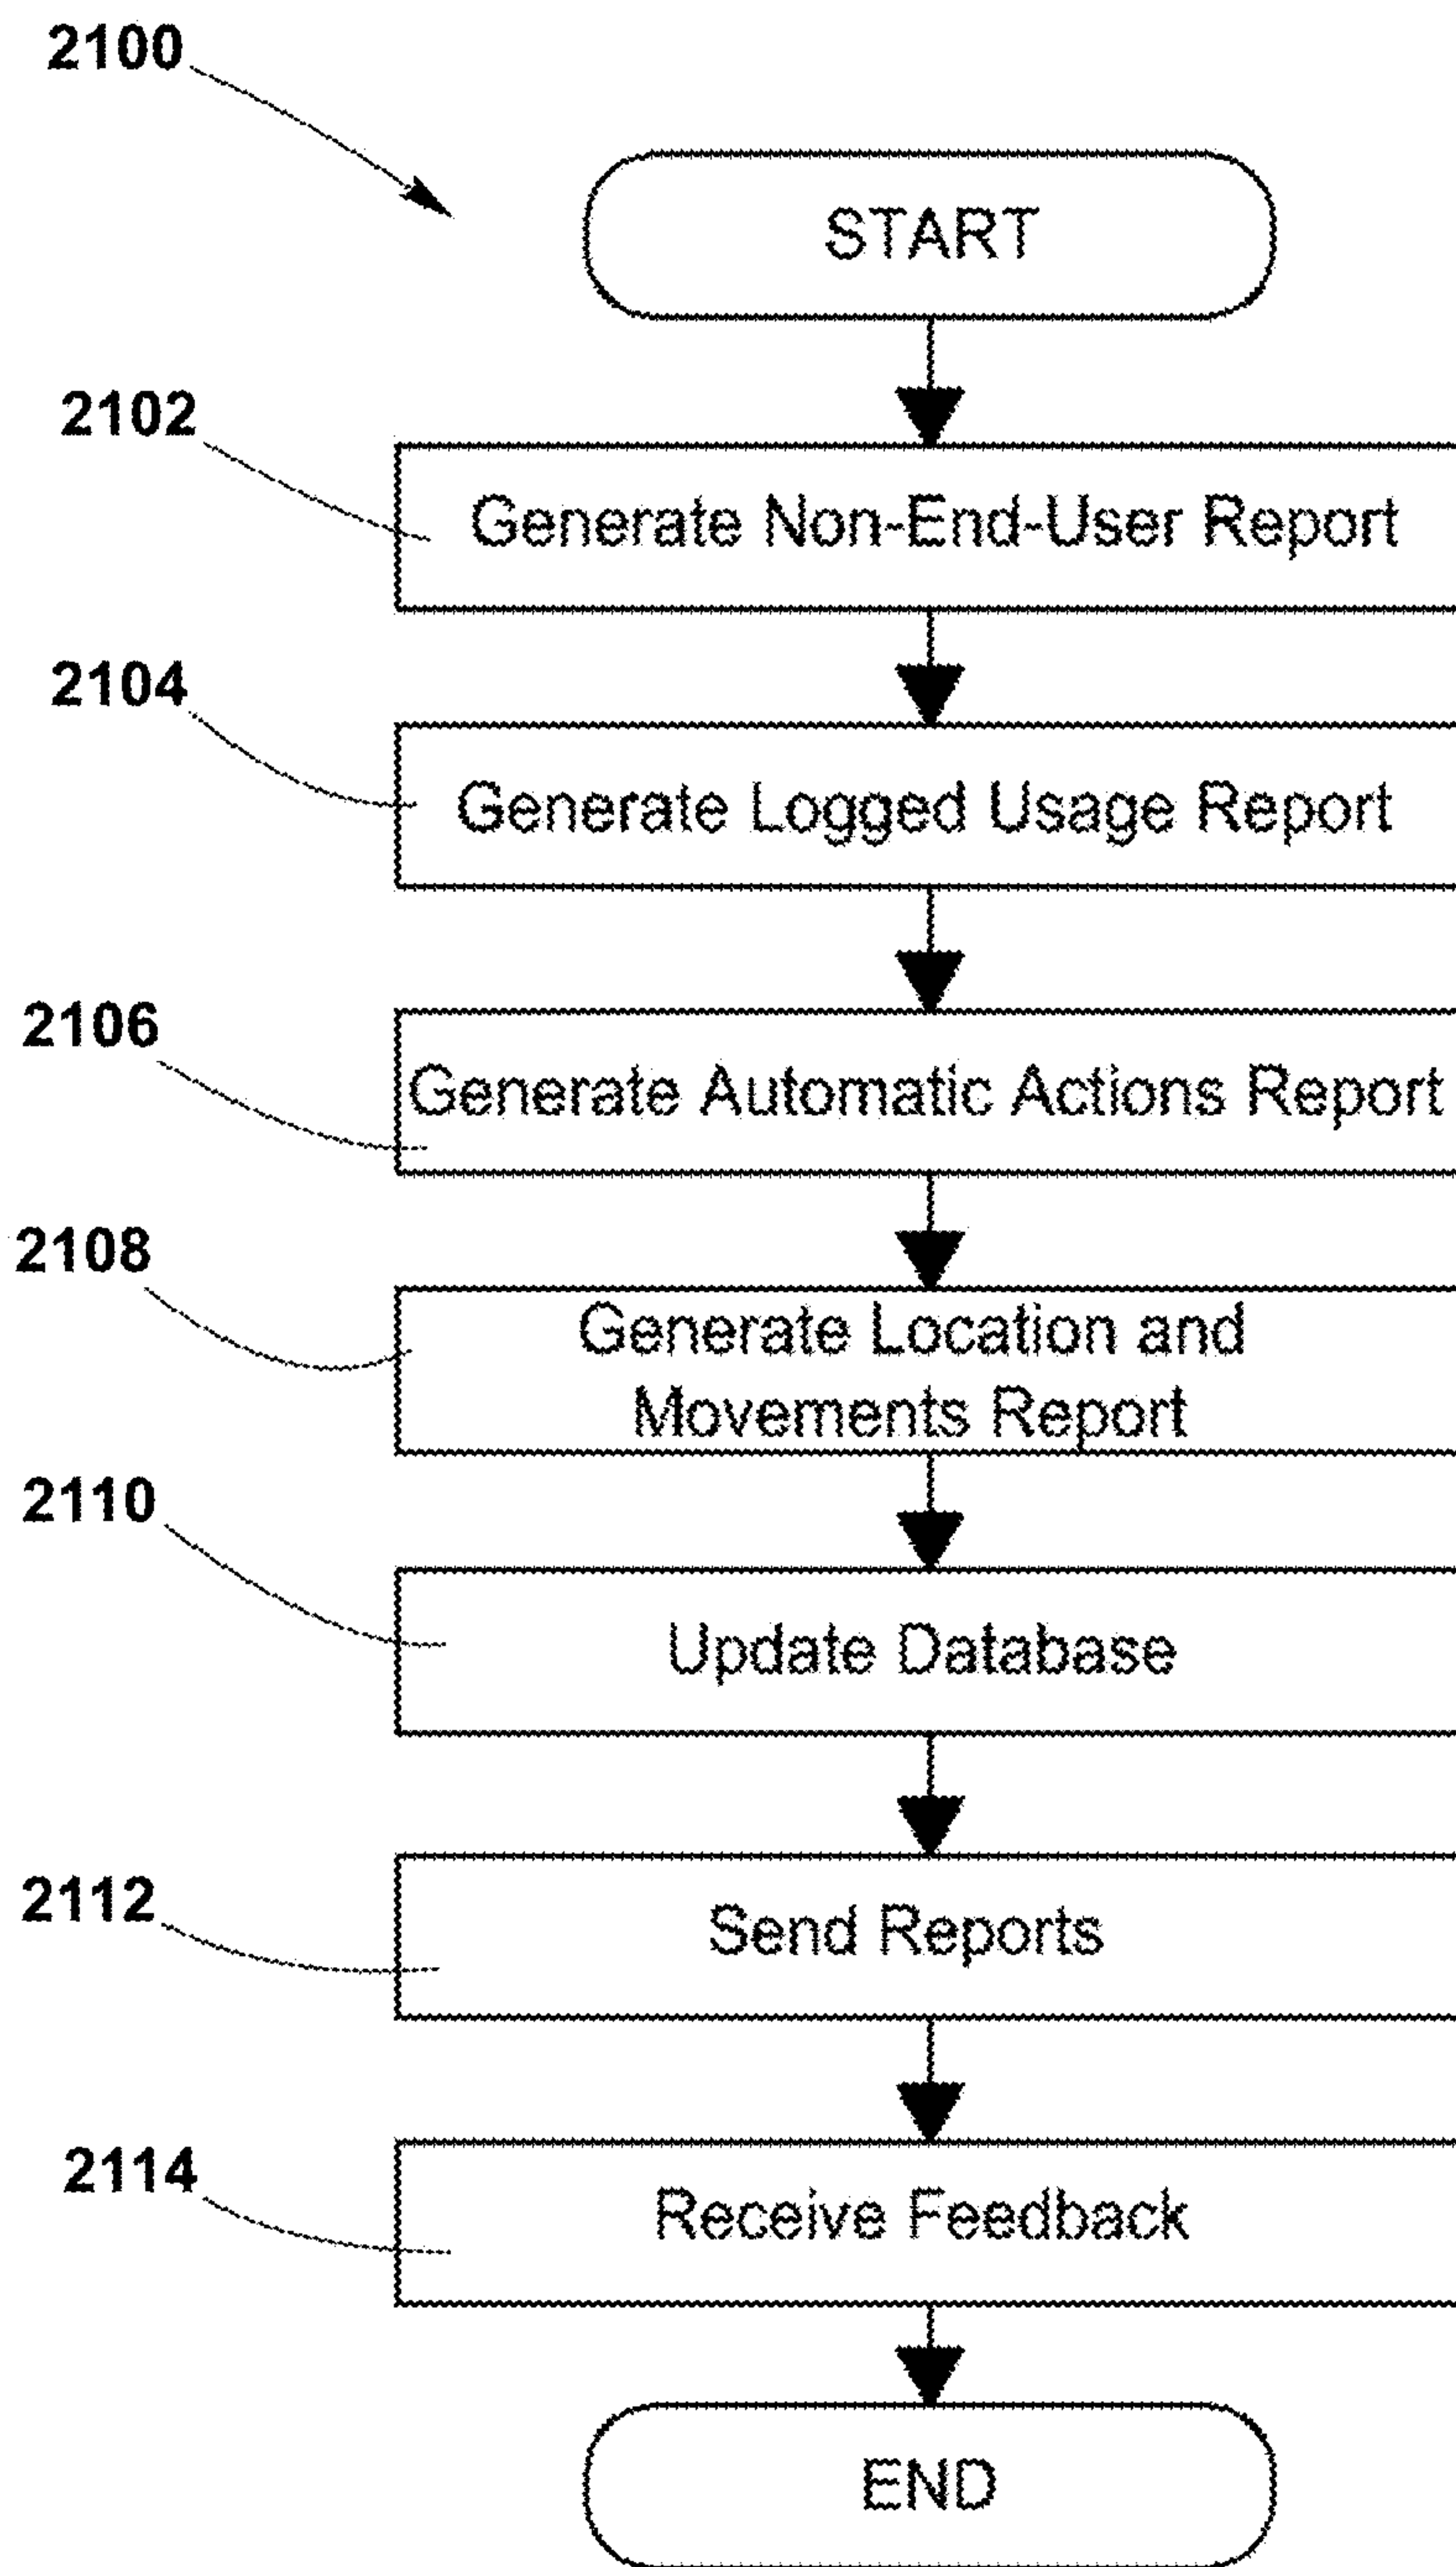 2100
START
2102
Generate Non-End-User Report
2104
Generate Logged Usage Report
2106
Generate Automatic Actions Report
2108
Generate Location and
Movements Report
2110
Update Database
2112
Send Reports
2114
Receive Feedback
END